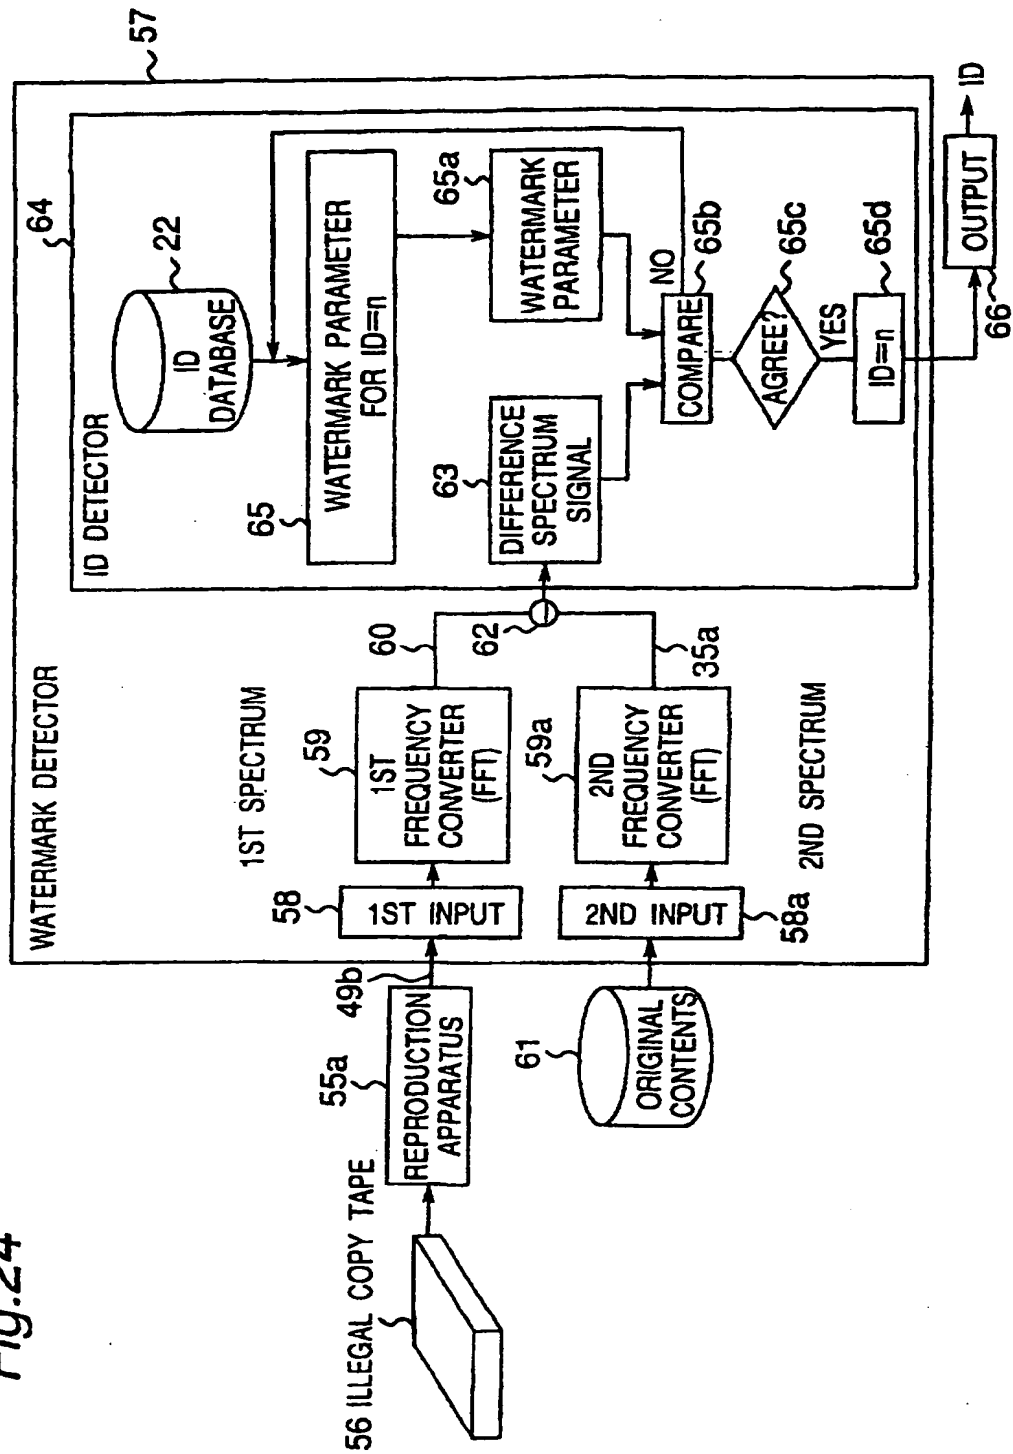 Fig.24
WATERMARK DETECTOR
57
ID DETECTOR
64
22
ID
DATABASE
65
WATERMARK PARAMETER
FOR ID=n
65a
WATERMARK
PARAMETER
63
DIFFERENCE
SPECTRUM
SIGNAL
NO
COMPARE
65b
AGREE?
65c
YES
ID=n
65d
OUTPUT
66
ID
1ST SPECTRUM
60
62
35a
59
1ST
FREQUENCY
CONVERTER
(FFT)
59a
2ND
FREQUENCY
CONVERTER
(FFT)
2ND SPECTRUM
58
1ST INPUT
2ND INPUT
58a
49b
55a
REPRODUCTION
APPARATUS
61
ORIGINAL
CONTENTS
56 ILLEGAL COPY TAPE